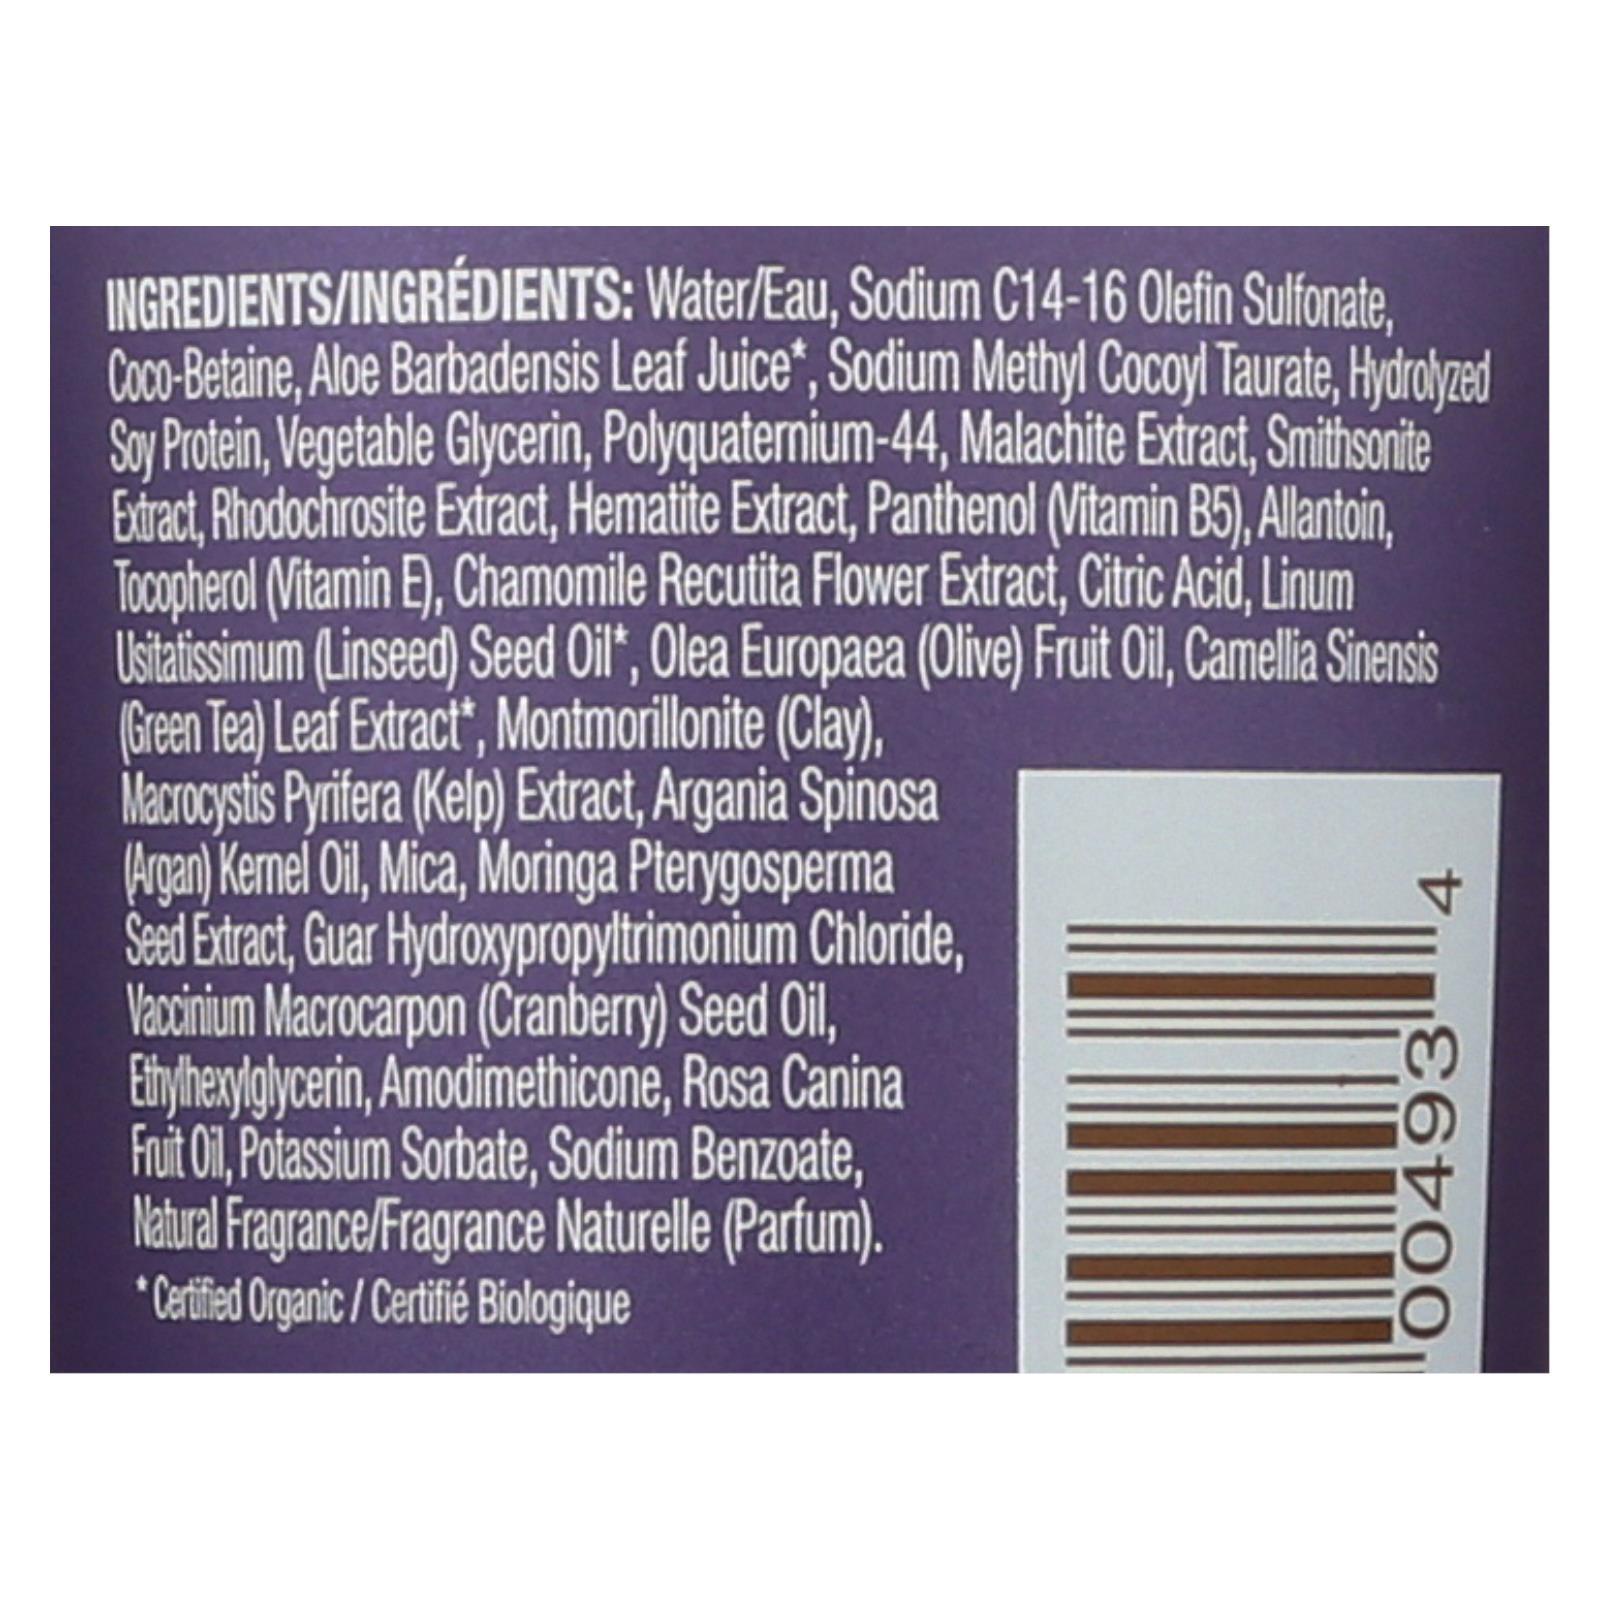 INGREDIENTS/INGRÉDIENTS: Water/Eau, Sodium C14-16 Olefin Sulfonate,
Coco-Betaine, Aloe Barbadensis Leaf Juice*, Sodium Methyl Cocoyl Taurate, Hydrolyzed
Soy Protein, Vegetable Glycerin, Polyquaternium-44, Malachite Extract, Smithsonite
Extract, Rhodochrosite Extract, Hematite Extract, Panthenol (Vitamin B5), Allantoin,
Tocopherol (Vitamin E), Chamomile Recutita Flower Extract, Citric Acid, Linum
Usitatissimum (Linseed) Seed Oil*, Olea Europaea (Olive) Fruit Oil, Camellia Sinensis
(Green Tea) Leaf Extract*, Montmorillonite (Clay),
Macrocystis Pyrifera (Kelp) Extract, Argania Spinosa
(Argan) Kernel Oil, Mica, Moringa Pterygosperma
Seed Extract, Guar Hydroxypropyltrimonium Chloride,
Vaccinium Macrocarpon (Cranberry) Seed Oil,
Ethylhexylglycerin, Amodimethicone, Rosa Canina
Fruit Oil, Potassium Sorbate, Sodium Benzoate,
Natural Fragrance/Fragrance Naturelle (Parfum).
* Certified Organic / Certifié Biologique
00493 4